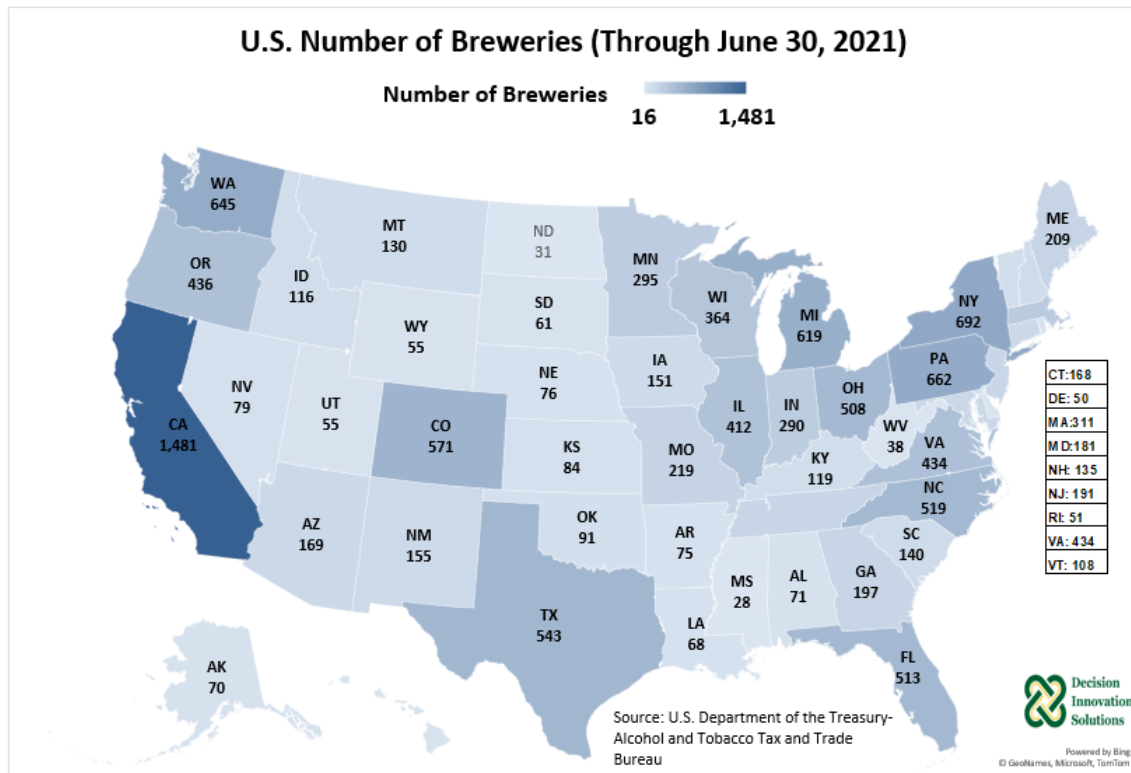 U.S. Number of Breweries (Through June 30, 2021)
Number of Breweries
16
1,481
WA
645
MT
130
ND
31
MN
295
ME
209
OR
436
ID
116
SD
61
WI
364
MI
619
NY
692
WY
55
IA
151
PA
662
NV
79
UT
55
NE
76
IL
412
IN
290
OH
508
CA
1,481
CO
571
KS
84
MO
219
WV
38
VA
434
KY
119
NC
519
AZ
169
NM
155
OK
91
AR
75
SC
140
MS
28
AL
71
GA
197
TX
543
LA
68
AK
70
FL
513
CT:168
DE: 50
MA:311
MD:181
NH: 135
NJ: 191
RI: 51
VA: 434
VT: 108
Source: U.S. Department of the Treasury-
Alcohol and Tobacco Tax and Trade
Bureau
Decision
Innovation
Solutions
Powered by Bing
© GeoNames, Microsoft, TomTom